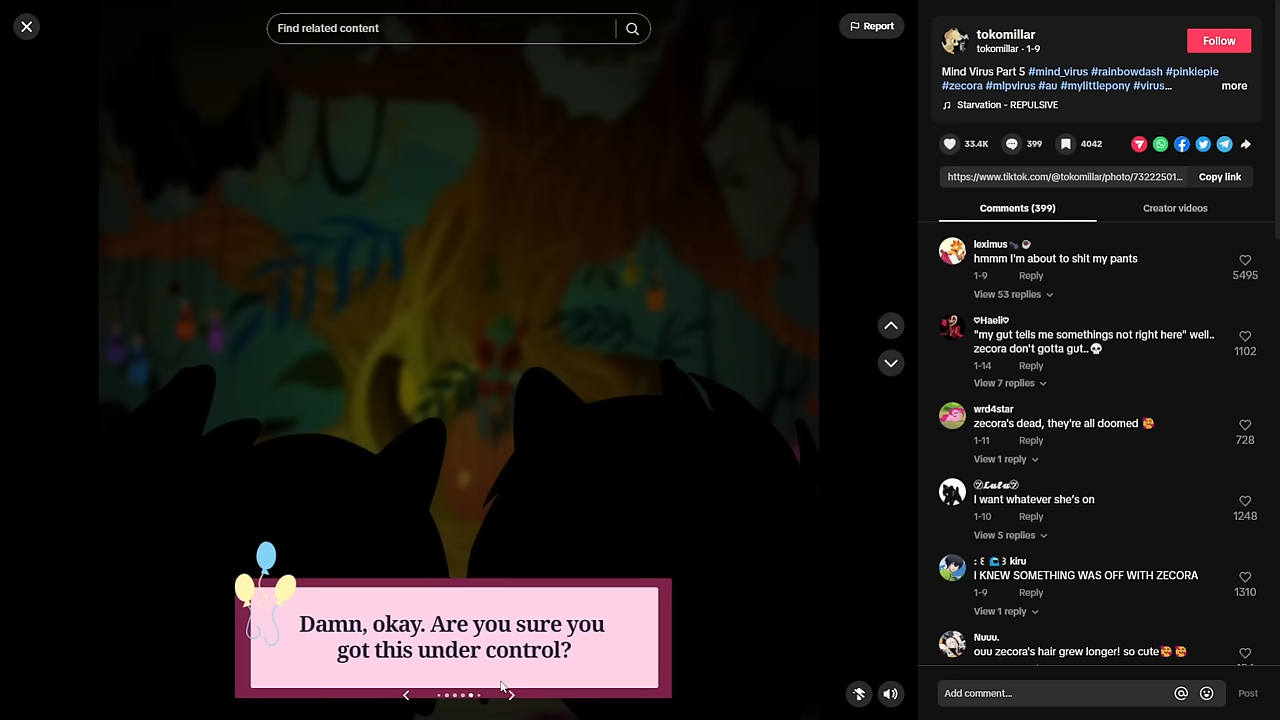 Find related content
Report
Damn, okay. Are you sure you
got this under control?
tokomillar
tokomillar · 1-9
Follow
Mind Virus Part 5 #mind_virus #rainbowdash #pinkiepie
#zecora #mlpvirus #au #mylittlepony #virus...
more
Starvation - REPULSIVE
33.4K
399
4042
https://www.tiktok.com/@tokomillar/photo/73222501...
Copy link
Comments (399)
Creator videos
leximus
hmmm I'm about to shit my pants
1-9 Reply
5495
View 53 replies
♡Haeli♡
"my gut tells me somethings not right here" well..
zecora don't gotta gut..💀
1-14 Reply
1102
View 7 replies
wrd4star
zecora's dead, they're all doomed 🥰
1-11 Reply
728
View 1 reply
㋡𝓛𝓾𝓵𝓾㋡
I want whatever she's on
1-10 Reply
1248
View 5 replies
: ꒰ 🌊 ꒱ kiru
I KNEW SOMETHING WAS OFF WITH ZECORA
1-9 Reply
1310
View 1 reply
Nuuu.
ouu zecora's hair grew longer! so cute🥰🥰
Add comment...
Post